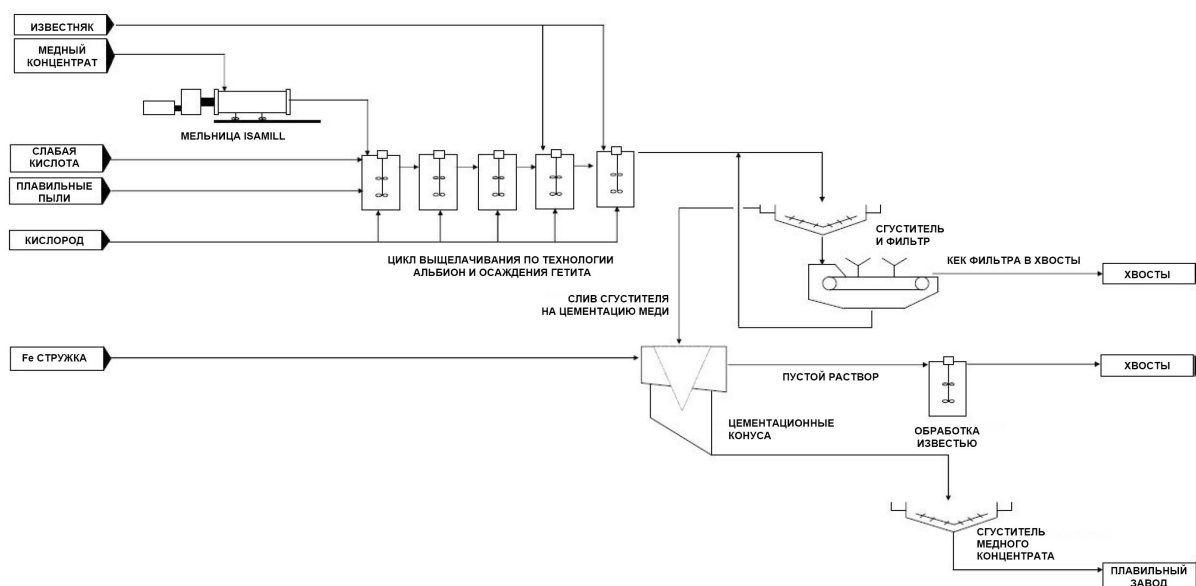 ИЗВЕСТНЯК
МЕДНЫЙ
КОНЦЕНТРАТ
МЕЛЬНИЦА ISAMILL
СЛАБАЯ
КИСЛОТА
ПЛАВИЛЬНЫЕ
ПЫЛИ
КИСЛОРОД
ЦИКЛ ВЫЩЕЛАЧИВАНИЯ ПО ТЕХНОЛОГИИ
АЛЬБИОН И ОСАЖДЕНИЯ ГЕТИТА
СГУСТИТЕЛЬ
И ФИЛЬТР
КЕК ФИЛЬТРА В ХВОСТЫ
ХВОСТЫ
СЛИВ СГУСТИТЕЛЯ
НА ЦЕМЕНТАЦИЮ МЕДИ
Fe СТРУЖКА
ПУСТОЙ РАСТВОР
ХВОСТЫ
ЦЕМЕНТАЦИОННЫЕ
КОНУСА
ОБРАБОТКА
ИЗВЕСТЬЮ
СГУСТИТЕЛЬ
МЕДНОГО
КОНЦЕНТРАТА
ПЛАВИЛЬНЫЙ
ЗАВОД